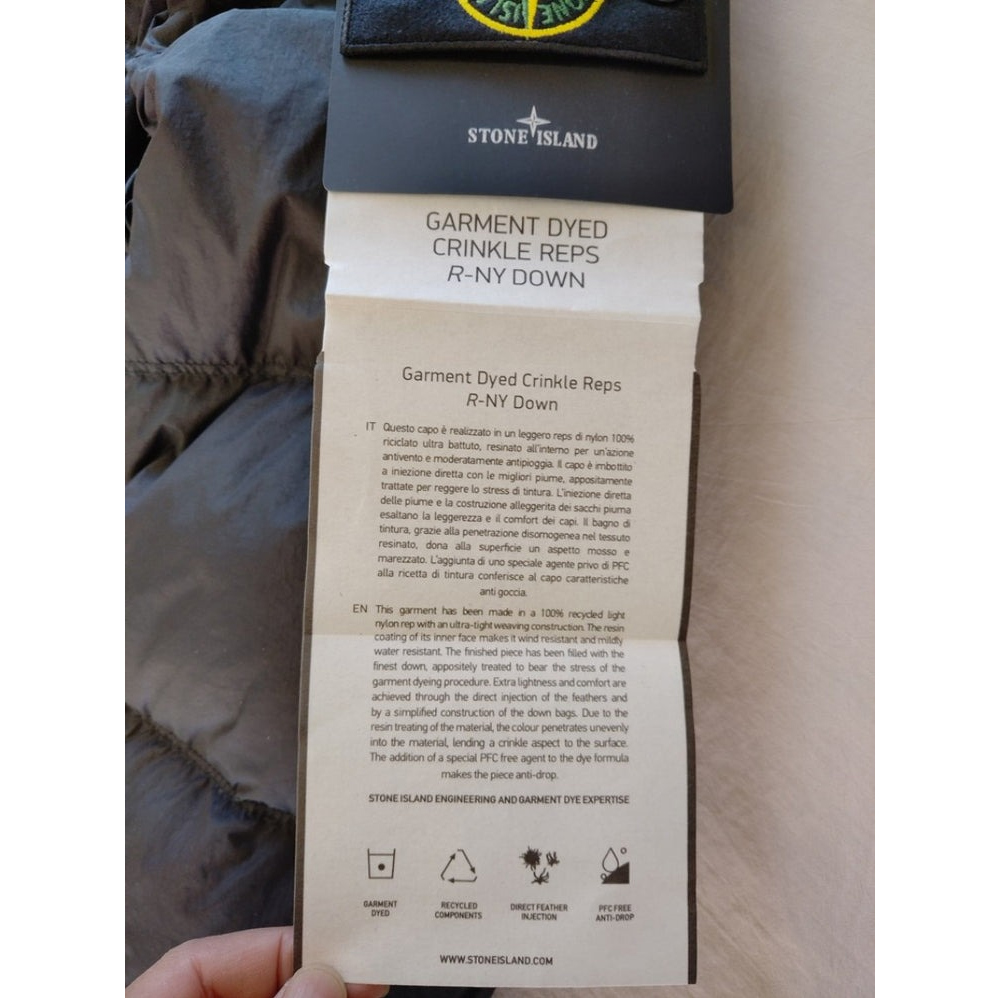 STONE ISLAND
GARMENT DYED
CRINKLE REPS
R-NY DOWN
Garment Dyed Crinkle Reps
R-NY Down
IT Questo capo è realizzato in un leggero reps di nylon 100%
riciclato ultra battuto, resinato all'interno per un'azione
antivento e moderatamente antipioggia. Il capo è imbottito
a iniezione diretta con le migliori piume, appositamente
trattate per reggere lo stress di tintura. L'iniezione diretta
delle piume e la costruzione alleggerita dei sacchi piuma
esaltano la leggerezza e il comfort dei capi. Il bagno di
tintura, grazie alla penetrazione disomogenea nel tessuto
resinato, dona alla superficie un aspetto mosso e
marezzato. L'aggiunta di uno speciale agente privo di PFC
alla ricetta di tintura conferisce al capo caratteristiche
anti goccia.
EN This garment has been made in a 100% recycled light
nylon rep with an ultra-tight weaving construction. The resin
coating of its inner face makes it wind resistant and mildly
water resistant. The finished piece has been filled with the
finest down, appositely treated to bear the stress of the
garment dyeing procedure. Extra lightness and comfort are
achieved through the direct injection of the feathers and
by a simplified construction of the down bags. Due to the
resin treating of the material, the colour penetrates unevenly
into the material, lending a crinkle aspect to the surface.
The addition of a special PFC free agent to the dye formula
makes the piece anti-drop.
STONE ISLAND ENGINEERING AND GARMENT DYE EXPERTISE
GARMENT
DYED
RECYCLED
COMPONENTS
DIRECT FEATHER
INJECTION
PFC FREE
ANTI-DROP
WWW.STONEISLAND.COM